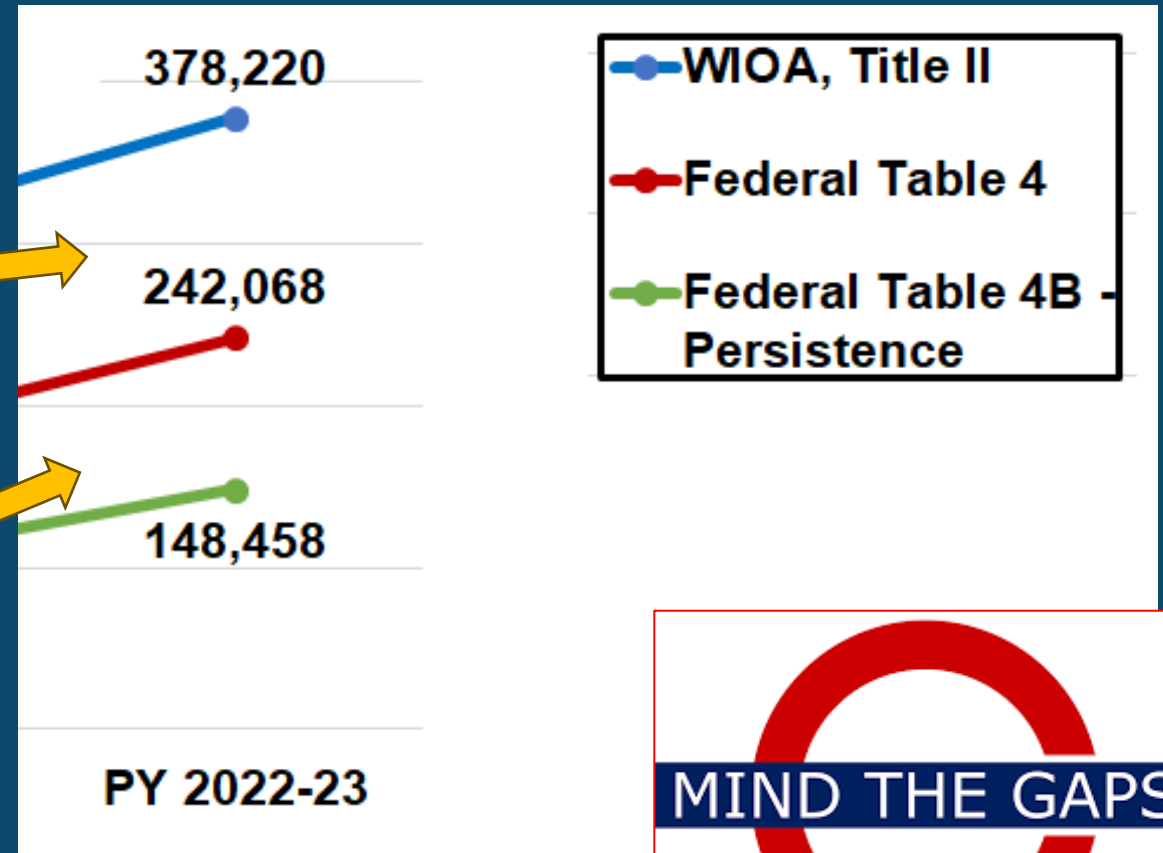 378,220
242,068
148,458
PY 2022-23
WIOA, Title II
Federal Table 4
Federal Table 4B -
Persistence
MIND THE GAPS